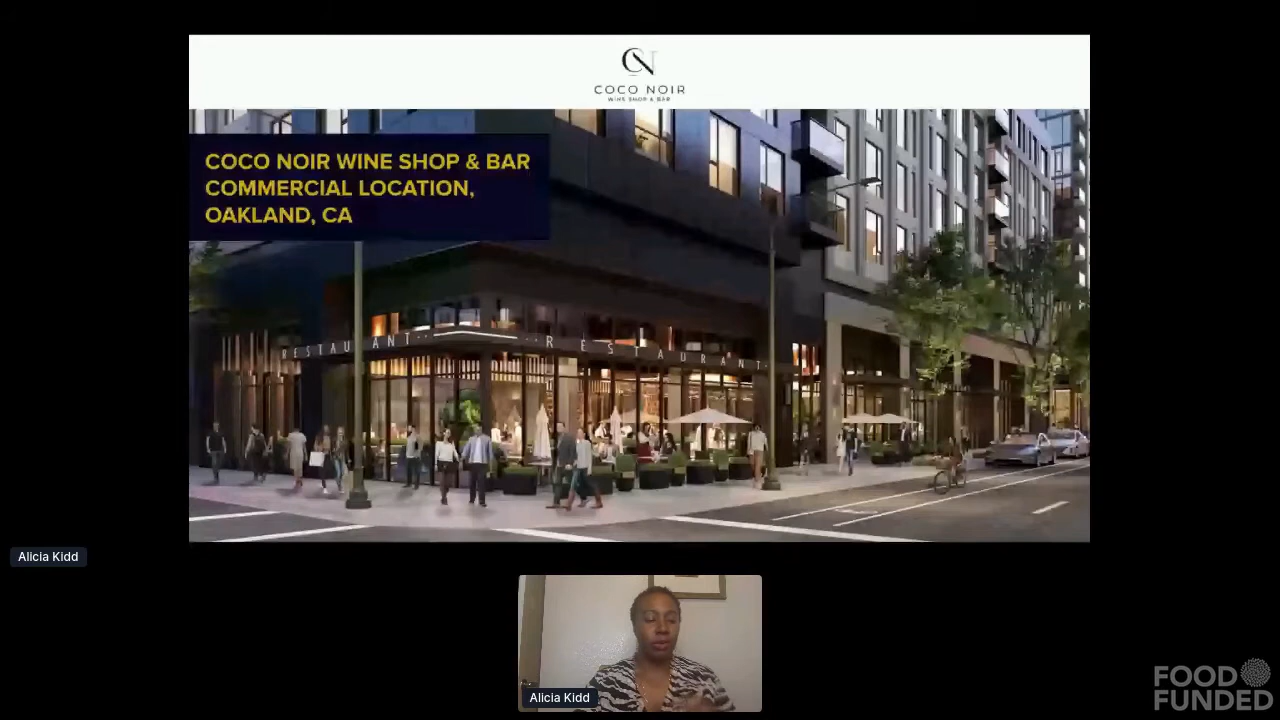 CN
COCO NOIR
WINE SHOP & BAR
COCO NOIR WINE SHOP & BAR
COMMERCIAL LOCATION,
OAKLAND, CA
RESTAURANT
RESTAURANT
Alicia Kidd
Alicia Kidd
FOOD
FUNDED